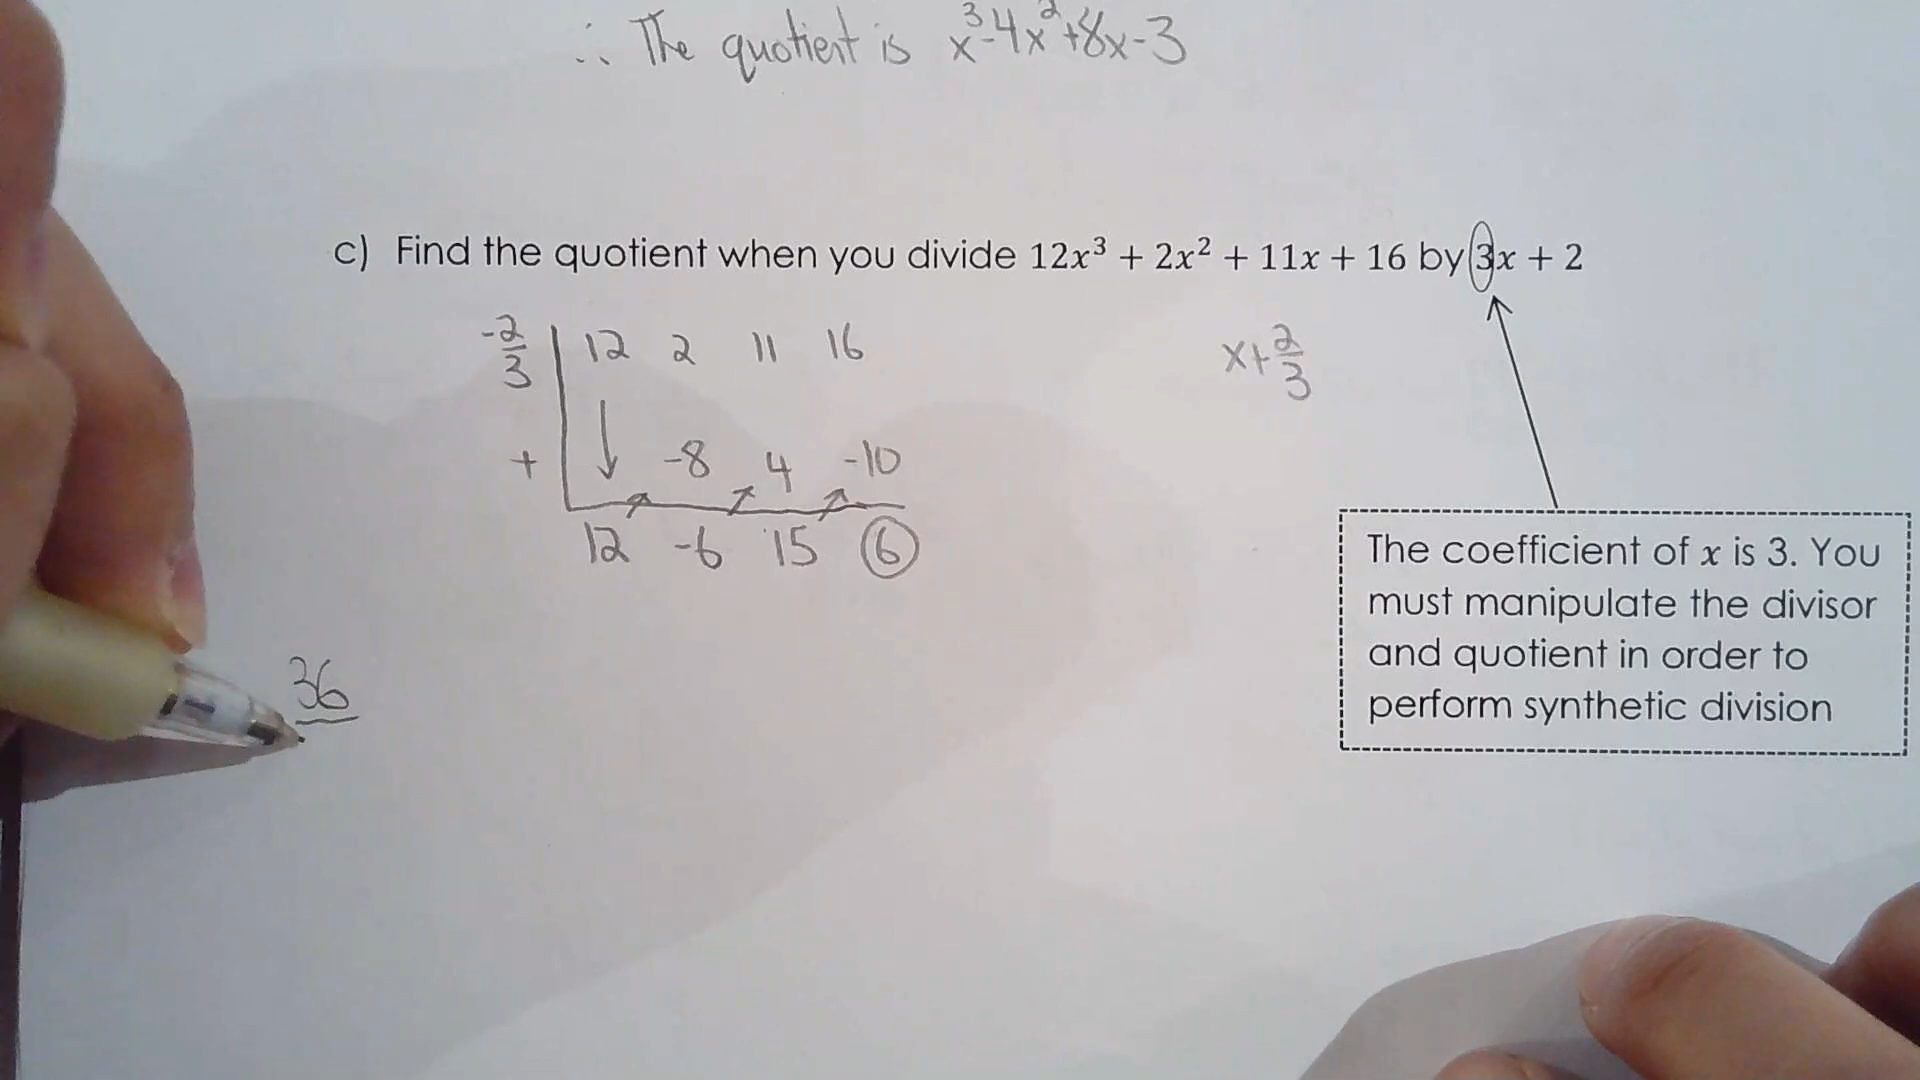 ∴ The quotient is x³-4x²+8x-3
c) Find the quotient when you divide 12x³ + 2x² + 11x + 16 by 3x + 2
-2/3 12 2 11 16
x+2/3
+ ↓ -8 4 -10
12 -6 15 6
The coefficient of x is 3. You
must manipulate the divisor
and quotient in order to
perform synthetic division
36